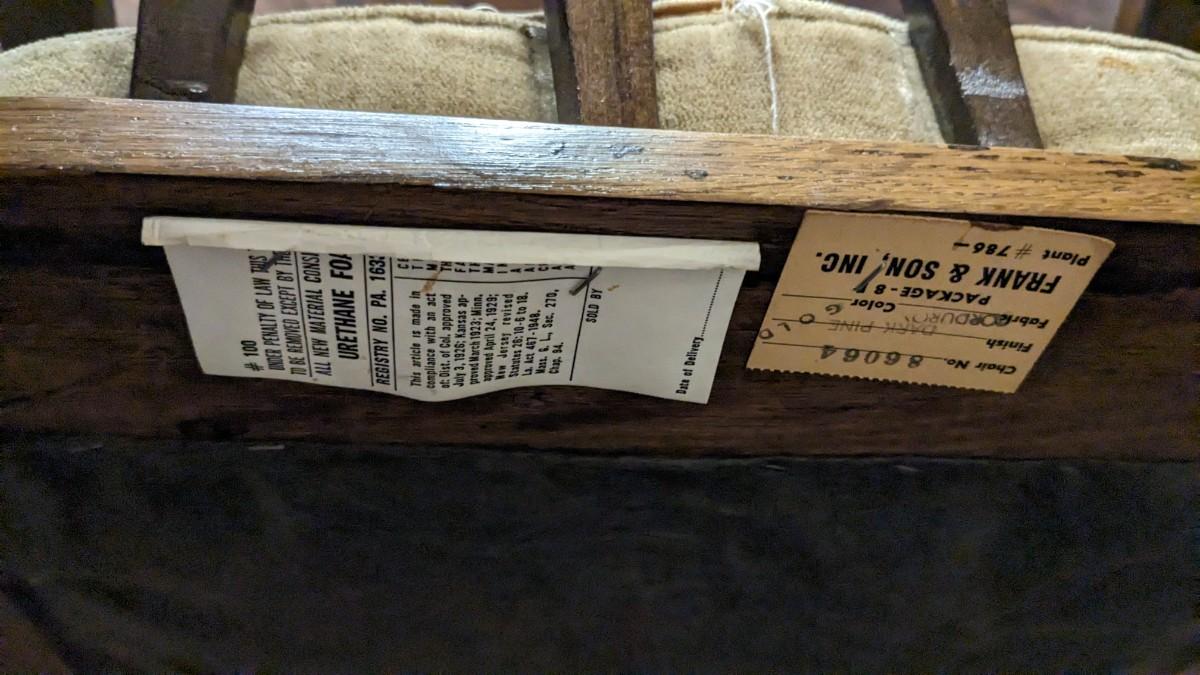 # 100
UNDER PENALTY OF LAW THIS
TO BE REMOVED EXCEPT BY THE
ALL NEW MATERIAL CONSI
URETHANE FOA
REGISTRY NO. PA. 163
This article is made in
compliance with an act
of: Dist. of Col. approved
July 3, 1926; Kansas ap-
proved March 1923; Minn.
approved April 24, 1929;
New Jersey revised
Statutes 26:10-6 to 18.
La. Act 467-1948.
Mass. G. L., Sec. 270,
Chap. 94.
SOLD BY
Date of Delivery
Plant # 786-
FRANK & SON, INC.
PACKAGE-8
Color
Fabric CORDUROY
DARK PINE
Finish
Chair No. 86064